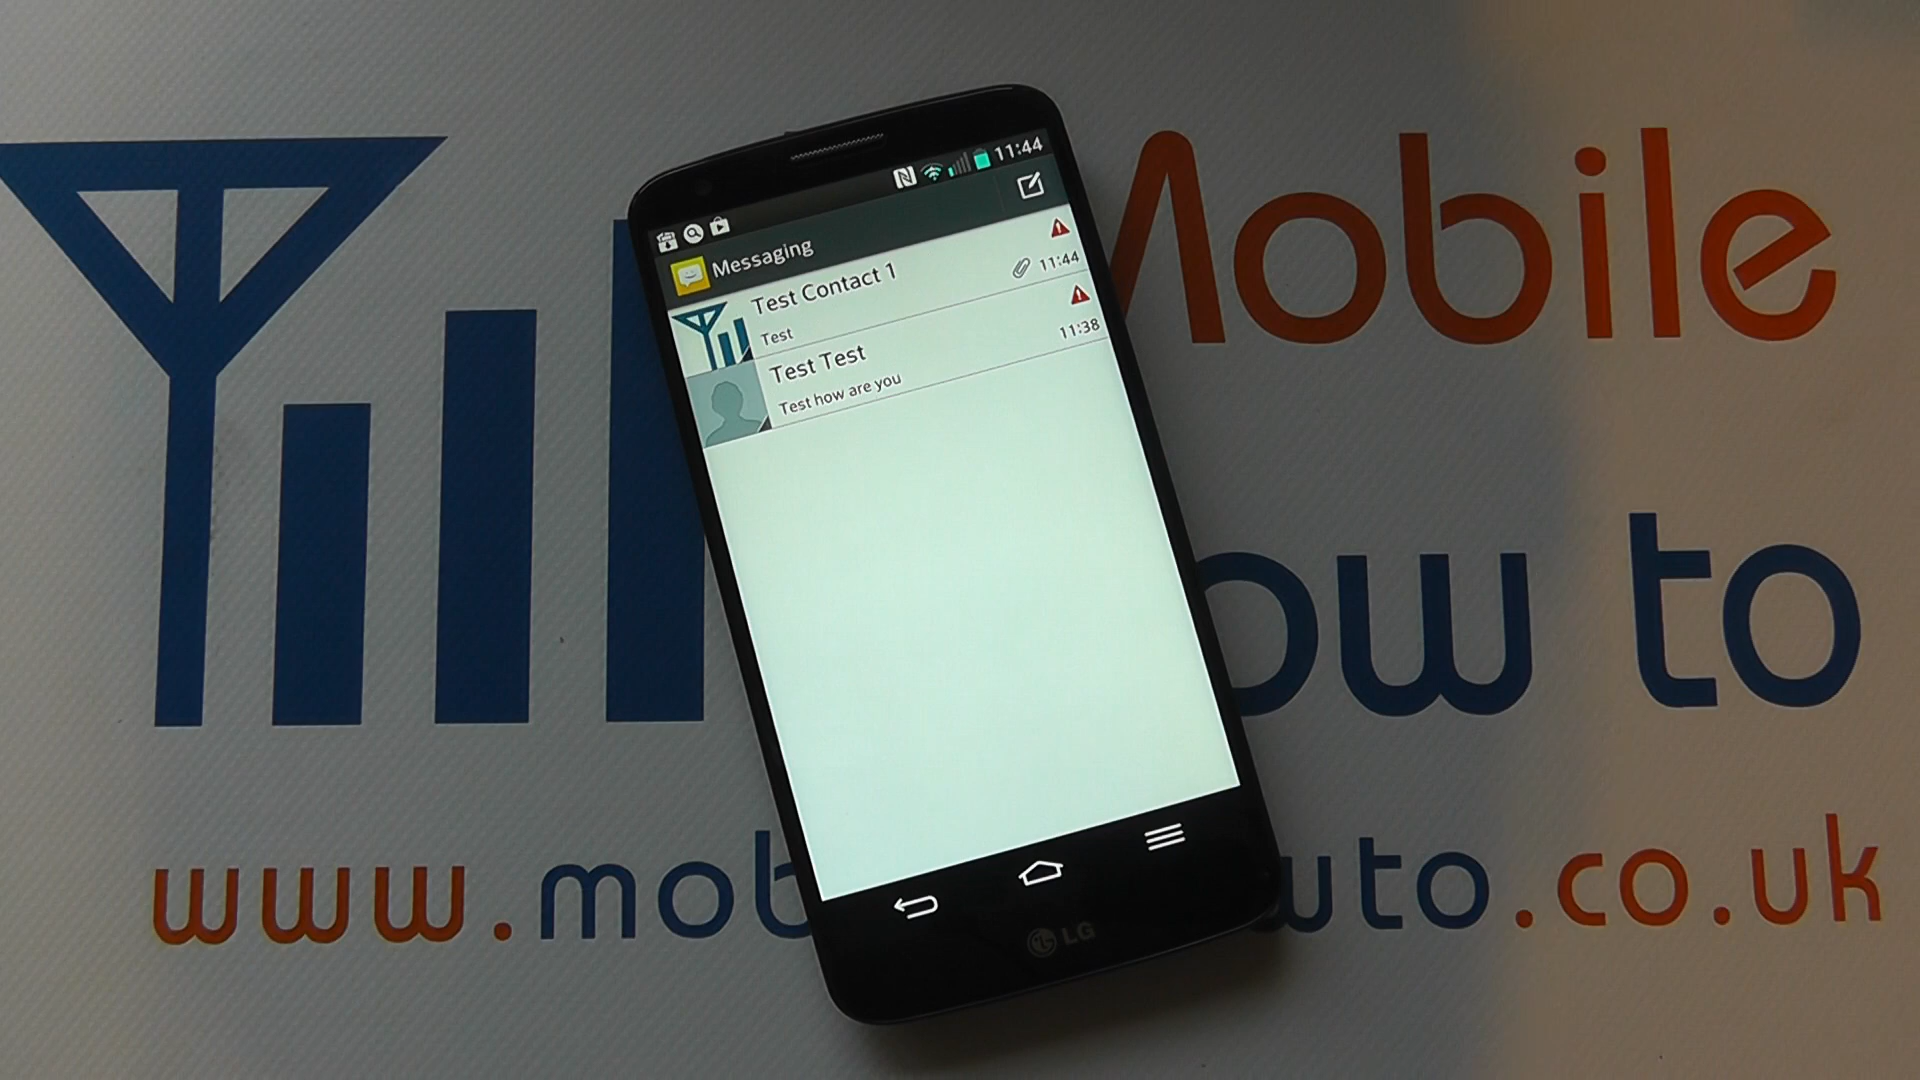 11:44
Messaging
Test Contact 1
11:44
Test
Test Test
11:38
Test how are you
LG
Mobile
ow to
www.mob
uto.co.uk